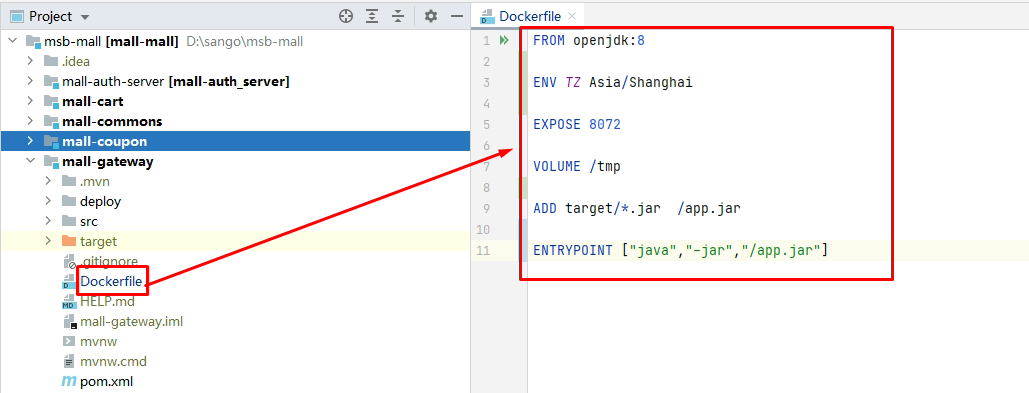 Project
msb-mall [mall-mall] D:\sango\msb-mall
.idea
mall-auth-server [mall-auth_server]
mall-cart
mall-commons
mall-coupon
mall-gateway
.mvn
deploy
src
target
.gitignore
Dockerfile
HELP.md
mall-gateway.iml
mvnw
mvnw.cmd
pom.xml
Dockerfile
1 FROM openjdk:8
2
3 ENV TZ Asia/Shanghai
4
5 EXPOSE 8072
6
7 VOLUME /tmp
8
9 ADD target/*.jar  /app.jar
10
11 ENTRYPOINT ["java","-jar","/app.jar"]